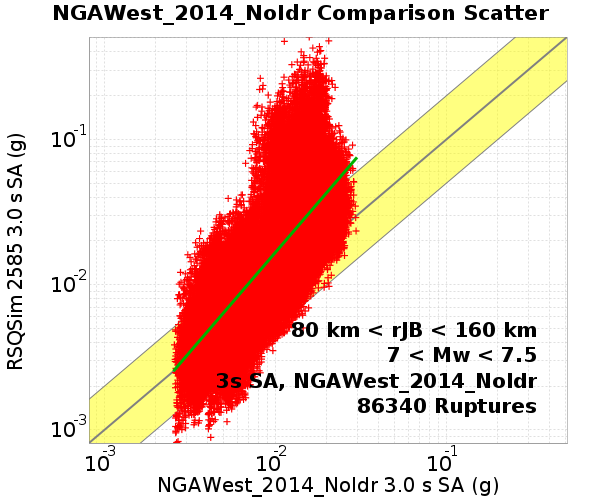 NGAWest_2014_NoIdr Comparison Scatter
RSQSim 2585 3.0 s SA (g)
10-1
10-2
10-3
80 km < rJB < 160 km
7 < Mw < 7.5
3s SA, NGAWest_2014_NoIdr
86340 Ruptures
10-3 10-2 10-1
NGAWest_2014_NoIdr 3.0 s SA (g)